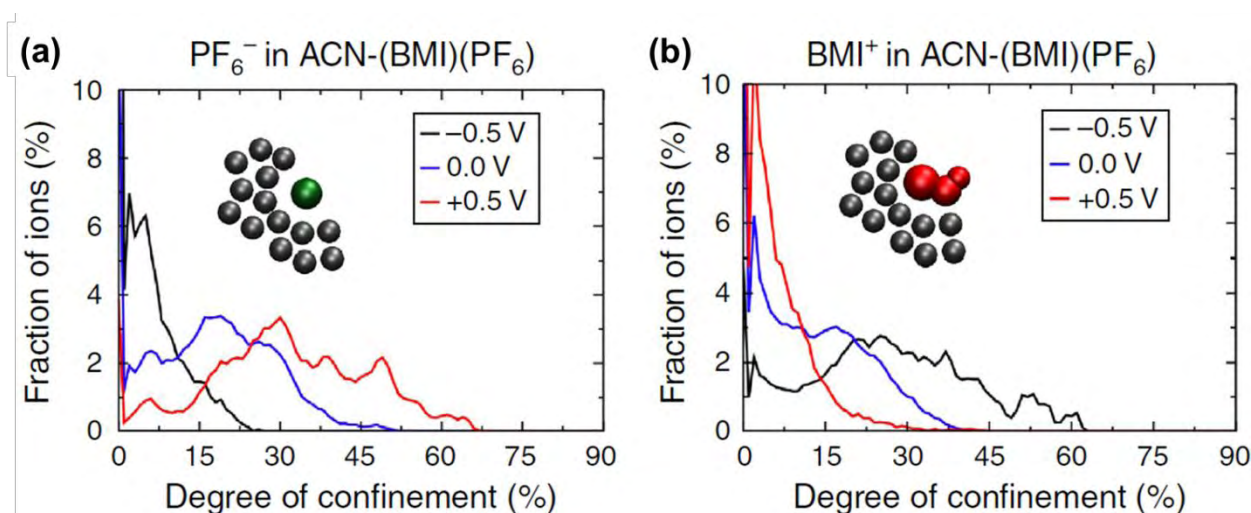 (a)
PF₆⁻ in ACN-(BMI)(PF₆)
Fraction of ions (%)
10
8
6
4
2
0
−0.5 V
0.0 V
+0.5 V
0 15 30 45 60 75 90
Degree of confinement (%)
(b)
BMI⁺ in ACN-(BMI)(PF₆)
Fraction of ions (%)
10
8
6
4
2
0
−0.5 V
0.0 V
+0.5 V
0 15 30 45 60 75 90
Degree of confinement (%)